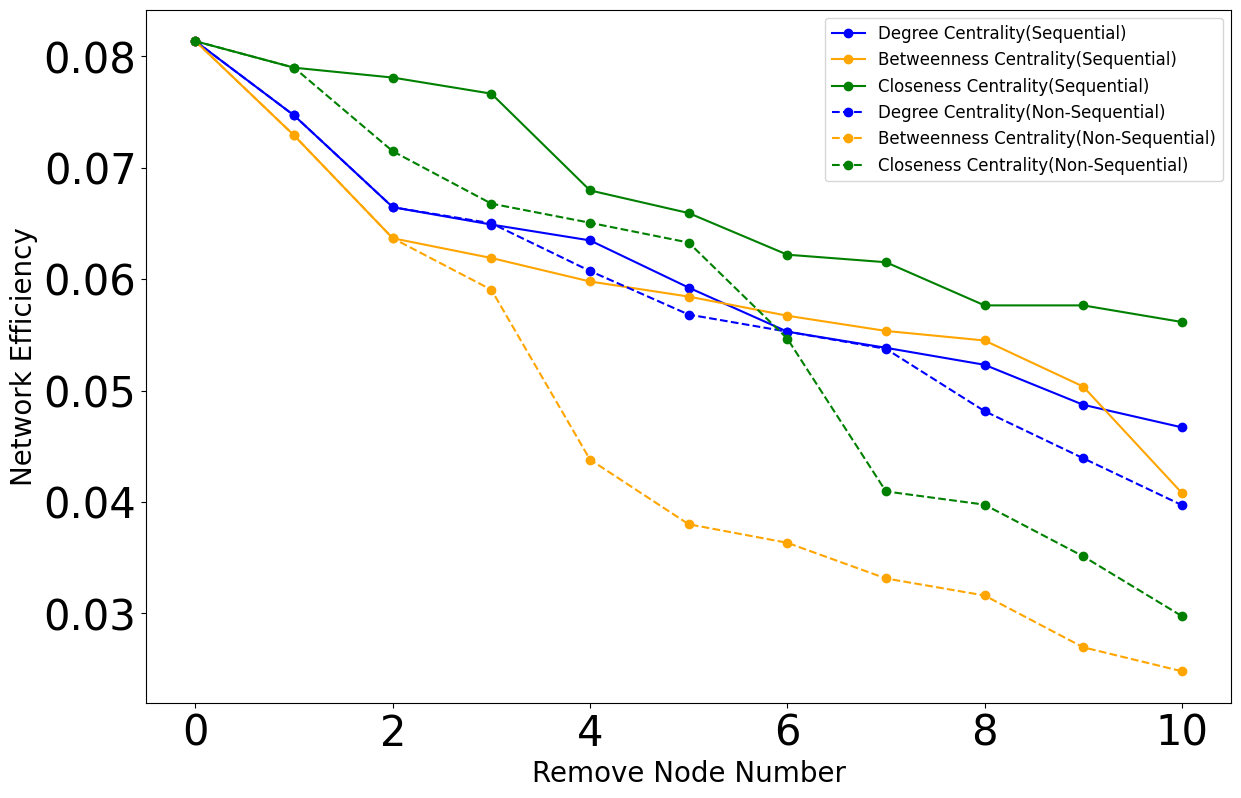 Degree Centrality(Sequential)
Betweenness Centrality(Sequential)
Closeness Centrality(Sequential)
Degree Centrality(Non-Sequential)
Betweenness Centrality(Non-Sequential)
Closeness Centrality(Non-Sequential)
Network Efficiency
0.08
0.07
0.06
0.05
0.04
0.03
0 2 4 6 8 10
Remove Node Number